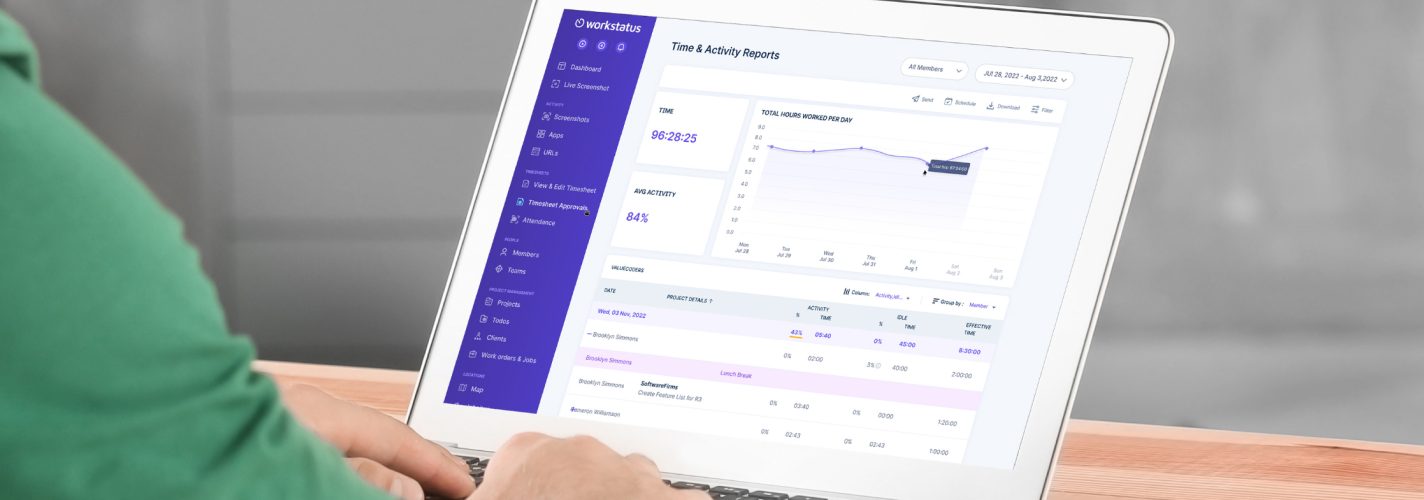 workstatus
Dashboard
Live Screenshot
ACTIVITY
Screenshots
Apps
URLs
TIMESHEETS
View & Edit Timesheet
Timesheet Approvals
Attendence
PEOPLE
Members
Teams
PROJECT MANAGEMENT
Projects
Todos
Clients
Work orders & Jobs
LOCATIONS
Map
Time & Activity Reports
All Members
JUl 28, 2022 - Aug 3,2022
Send Schedule Download Filter
TIME
96:28:25
AVG ACTIVITY
84%
TOTAL HOURS WORKED PER DAY
9.0
8.0
7.0
6.0
5.0
4.0
3.0
2.0
1.0
0.0
Mon Jul 28
Tue Jul 29
Wed Jul 30
Thu Jul 31
Fri Aug 1
Sat Aug 2
Sun Aug 3
VALUECODERS
Column:
Group by : Member
DATE PROJECT DETAILS ↑ ACTIVITY IDLE EFFECTIVE TIME
% TIME % TIME
Wed, 03 Nov, 2022 43% 05:40 0% 45:00 8:30:00
Brooklyn Simmons 0% 02:00 3% 40:00 2:00:00
Brooklyn Simmons Lunch Break
Brooklyn Simmons SoftwareFirms 0% 03:40 0% 00:00 1:20:00
Create Feature List for R3
Cameron Williamson 0% 02:43 0% 02:43 1:00:00